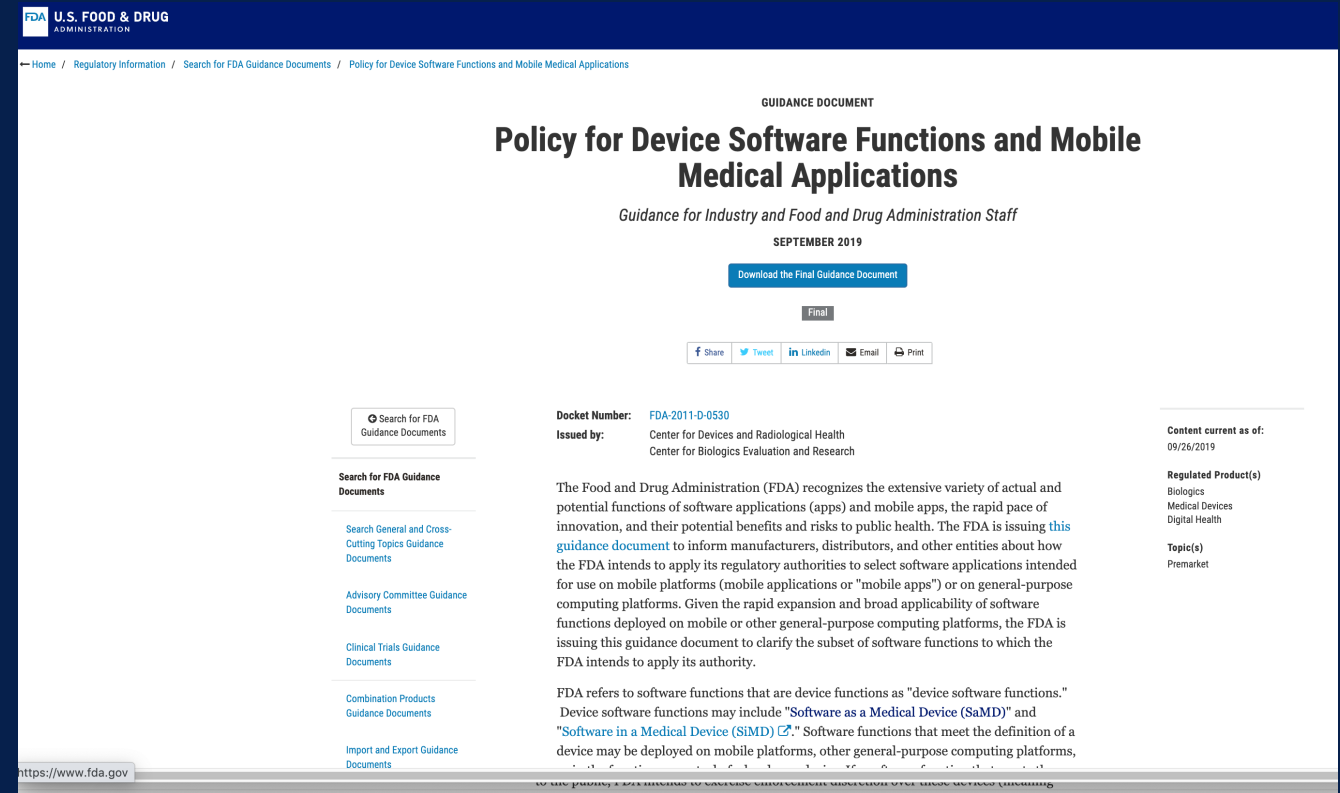 FDA U.S. FOOD & DRUG
ADMINISTRATION
← Home / Regulatory Information / Search for FDA Guidance Documents / Policy for Device Software Functions and Mobile Medical Applications
GUIDANCE DOCUMENT
Policy for Device Software Functions and Mobile
Medical Applications
Guidance for Industry and Food and Drug Administration Staff
SEPTEMBER 2019
Download the Final Guidance Document
Final
f Share
Tweet
in Linkedin
Email
Print
Search for FDA
Guidance Documents
Search for FDA Guidance
Documents
Search General and Cross-
Cutting Topics Guidance
Documents
Advisory Committee Guidance
Documents
Clinical Trials Guidance
Documents
Combination Products
Guidance Documents
Import and Export Guidance
Documents
Docket Number: FDA-2011-D-0530
Issued by: Center for Devices and Radiological Health
Center for Biologics Evaluation and Research
The Food and Drug Administration (FDA) recognizes the extensive variety of actual and
potential functions of software applications (apps) and mobile apps, the rapid pace of
innovation, and their potential benefits and risks to public health. The FDA is issuing this
guidance document to inform manufacturers, distributors, and other entities about how
the FDA intends to apply its regulatory authorities to select software applications intended
for use on mobile platforms (mobile applications or "mobile apps") or on general-purpose
computing platforms. Given the rapid expansion and broad applicability of software
functions deployed on mobile or other general-purpose computing platforms, the FDA is
issuing this guidance document to clarify the subset of software functions to which the
FDA intends to apply its authority.
FDA refers to software functions that are device functions as "device software functions."
Device software functions may include "Software as a Medical Device (SaMD)" and
"Software in a Medical Device (SiMD)." Software functions that meet the definition of a
device may be deployed on mobile platforms, other general-purpose computing platforms,
to the public, FDA intends to exercise enforcement discretion over these devices (meaning
Content current as of:
09/26/2019
Regulated Product(s)
Biologics
Medical Devices
Digital Health
Topic(s)
Premarket
https://www.fda.gov